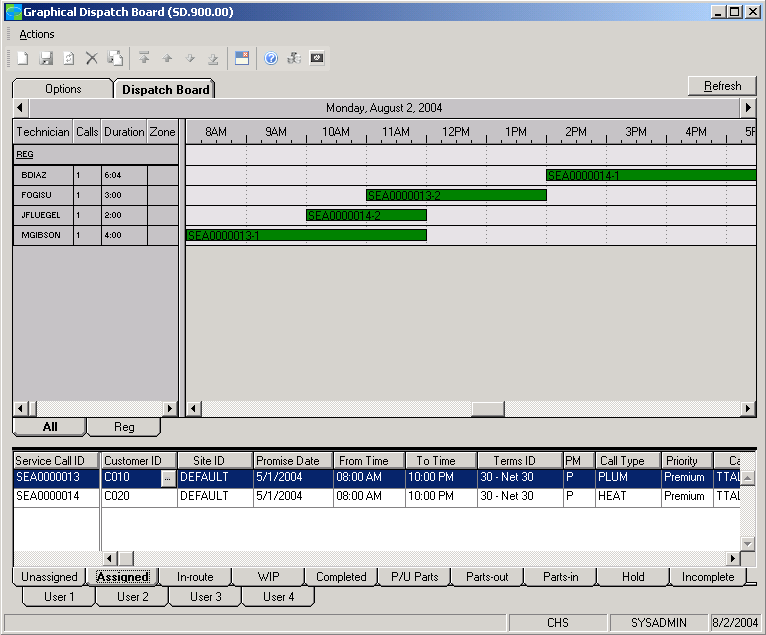 Graphical Dispatch Board (SD.900.00)
Actions
Options Dispatch Board Refresh
Monday, August 2, 2004
Technician Calls Duration Zone 8AM 9AM 10AM 11AM 12PM 1PM 2PM 3PM 4PM 5P
REG
BDIAZ 1 6:04 SEA0000014-1
FOGISU 1 3:00 SEA0000013-2
JFLUEGEL 1 2:00 SEA0000014-2
MGIBSON 1 4:00 SEA0000013-1
All Reg
Service Call ID Customer ID Site ID Promise Date From Time To Time Terms ID PM Call Type Priority Ca
SEA0000013 C010 ... DEFAULT 5/1/2004 08:00 AM 10:00 PM 30 - Net 30 P PLUM Premium TTAL
SEA0000014 C020 DEFAULT 5/1/2004 08:00 AM 10:00 PM 30 - Net 30 P HEAT Premium TTAL
Unassigned Assigned In-route WIP Completed P/U Parts Parts-out Parts-in Hold Incomplete
User 1 User 2 User 3 User 4
CHS SYSADMIN 8/2/2004